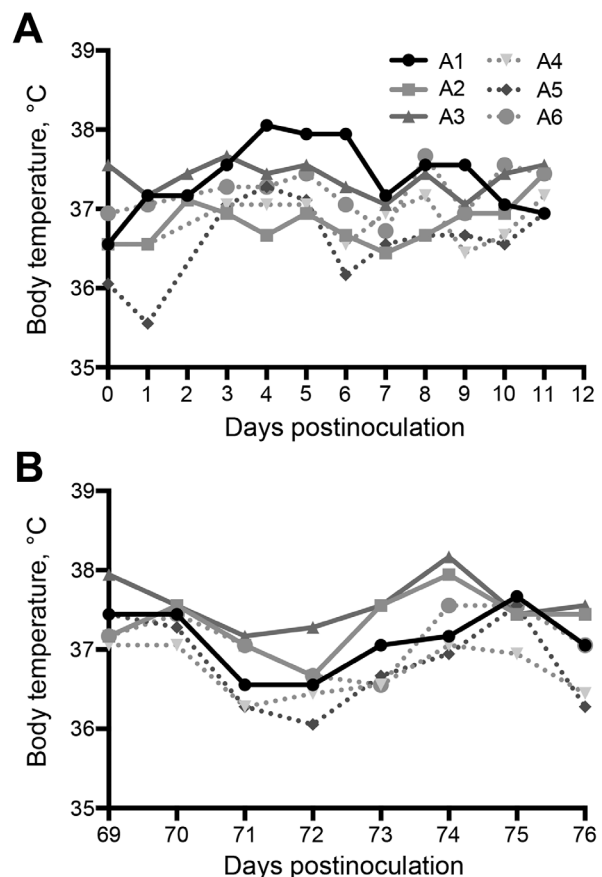 A
39
38
37
36
35
Body temperature, °C
A1 A4
A2 A5
A3 A6
0 1 2 3 4 5 6 7 8 9 10 11 12
Days postinoculation
B
39
38
37
36
35
Body temperature, °C
69 70 71 72 73 74 75 76
Days postinoculation